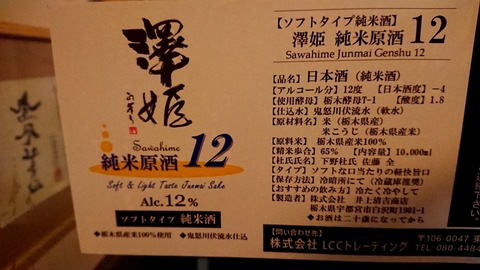 澤姫
Sawahime
純米原酒 12
Soft & Light Taste Junmai Sake
Alc.12%
ソフトタイプ 純米酒
◆栃木県産米100%使用 ◆鬼怒川伏流水仕込
【ソフトタイプ純米酒】
澤姫 純米原酒 12
Sawahime Junmai Genshu 12
【品名】日本酒（純米酒）
【アルコール分】12度 【日本酒度】-4
【使用酵母】栃木酵母T-1 【酸度】1.8
【仕込水】鬼怒川伏流水（軟水）
【原材料名】米（栃木県産）
米こうじ（栃木県産米）
【原料米】 栃木県産米100%
【精米歩合】65% 【内容量】10,000ml
【杜氏氏名】下野杜氏 佐藤 全
【タイプ】ソフトな口当たりの軽快旨口
【保存方法】冷暗所にて（冷蔵庫推奨）
【おすすめの飲み方】冷たく冷やして
【製造者】株式会社 井上清吉商店
栃木県宇都宮市白沢町1901-1
◆お酒は二十歳になってから
【問い合わせ先】
株式会社 LCCトレーディング
〒106-0047 東
TEL:080-4484